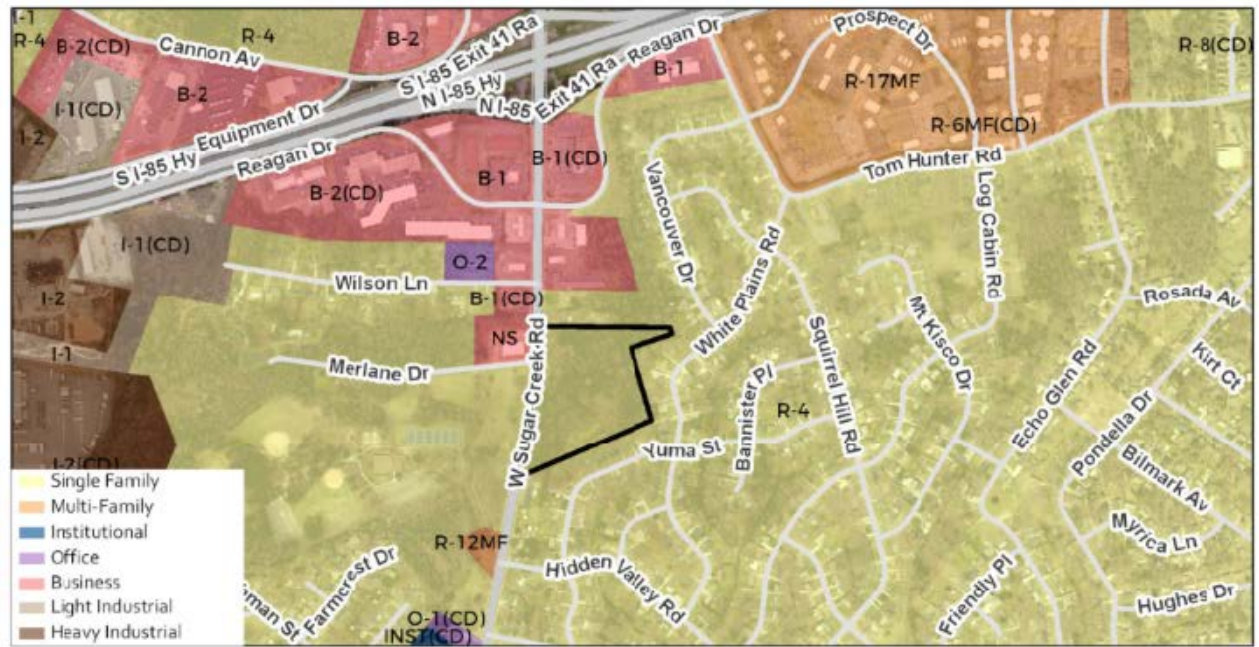 I-1
R-4
B-2(CD)
Cannon Av
R-4
B-2
S I-85 Exit 41 Ra
Reagan Dr
Prospect Dr
R-8(CD)
I-1(CD)
B-2
N I-85 Hy
N I-85 Exit 41 Ra
B-1
R-17MF
I-2
Equipment Dr
S I-85 Hy
Reagan Dr
R-6MF(CD)
B-1(CD)
Tom Hunter Rd
B-2(CD)
B-1
Vancouver Dr
Log Cabin Rd
I-1(CD)
O-2
Wilson Ln
White Plains Rd
I-2
B-1(CD)
Rosada Av
NS
W Sugar Creek Rd
Mt Kisco Dr
I-1
Merlane Dr
Squirrel Hill Rd
Kirt Ct
Bannister Pl
Echo Glen Rd
R-4
Pondella Dr
Yuma St
Bilmark Av
I-2(CD)
Single Family
Multi-Family
Institutional
Office
Business
Light Industrial
Heavy Industrial
R-12MF
Myrica Ln
Farmcrest Dr
Hidden Valley Rd
Friendly Pl
Hughes Dr
O-1(CD)
INST(CD)